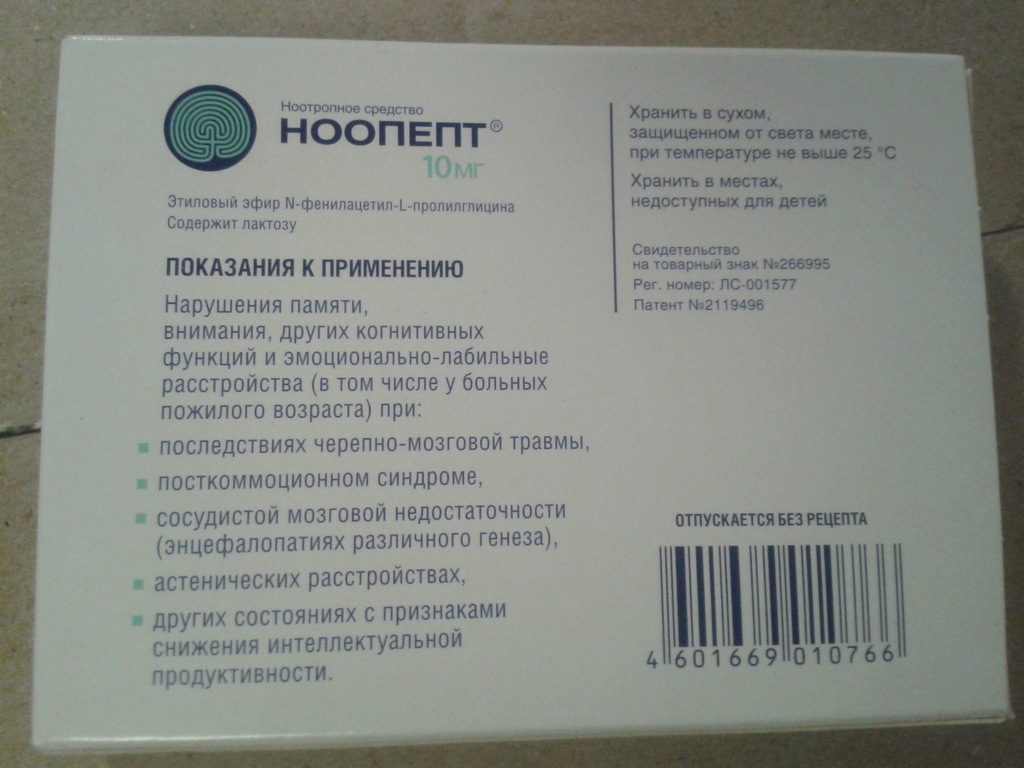 Ноотропное средство
НООПЕПТ®
10мг
Этиловый эфир N-фенилацетил-L-пролилглицина
Содержит лактозу
ПОКАЗАНИЯ К ПРИМЕНЕНИЮ
Нарушения памяти,
внимания, других когнитивных
функций и эмоционально-лабильные
расстройства (в том числе у больных
пожилого возраста) при:
последствиях черепно-мозговой травмы,
посткоммоционном синдроме,
сосудистой мозговой недостаточности
(энцефалопатиях различного генеза),
астенических расстройствах,
других состояниях с признаками
снижения интеллектуальной
продуктивности.
Хранить в сухом,
защищенном от света месте,
при температуре не выше 25 °С
Хранить в местах,
недоступных для детей
Свидетельство
на товарный знак №266995
Рег. номер: ЛС-001577
Патент №2119496
ОТПУСКАЕТСЯ БЕЗ РЕЦЕПТА
4 601669 010766